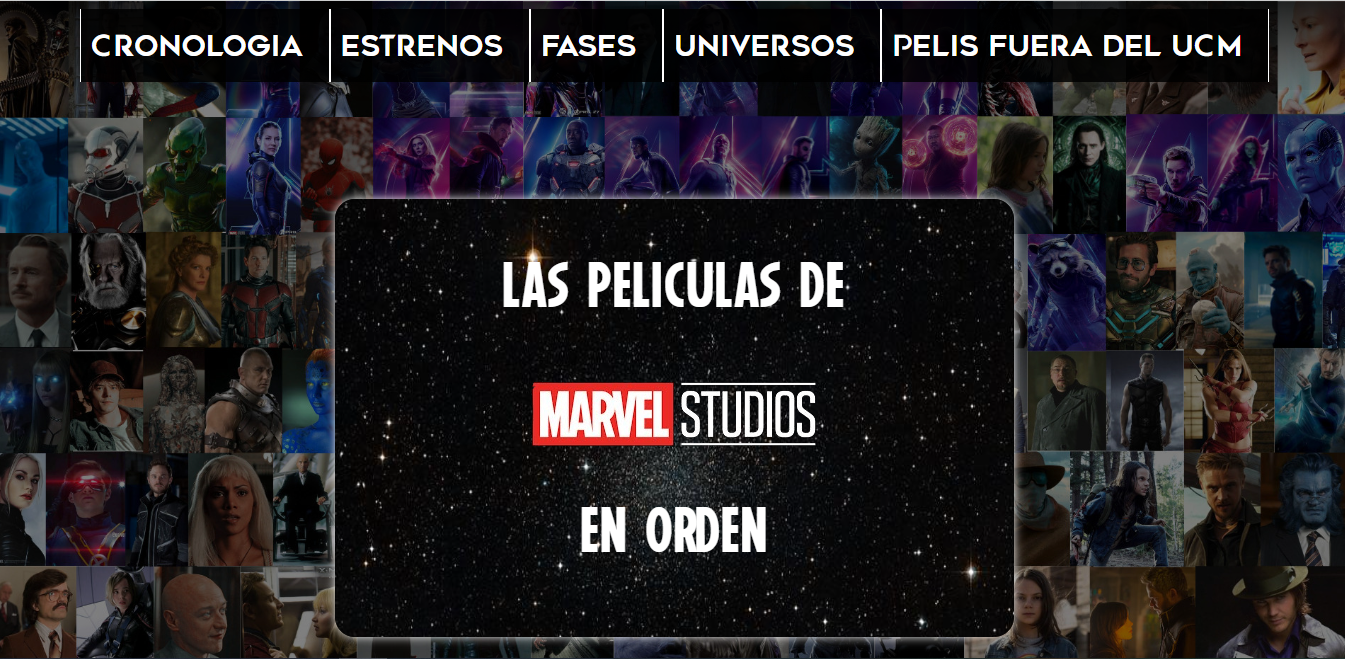 CRONOLOGIA
ESTRENOS
FASES
UNIVERSOS
PELIS FUERA DEL UCM
LAS PELICULAS DE
MARVEL STUDIOS
EN ORDEN